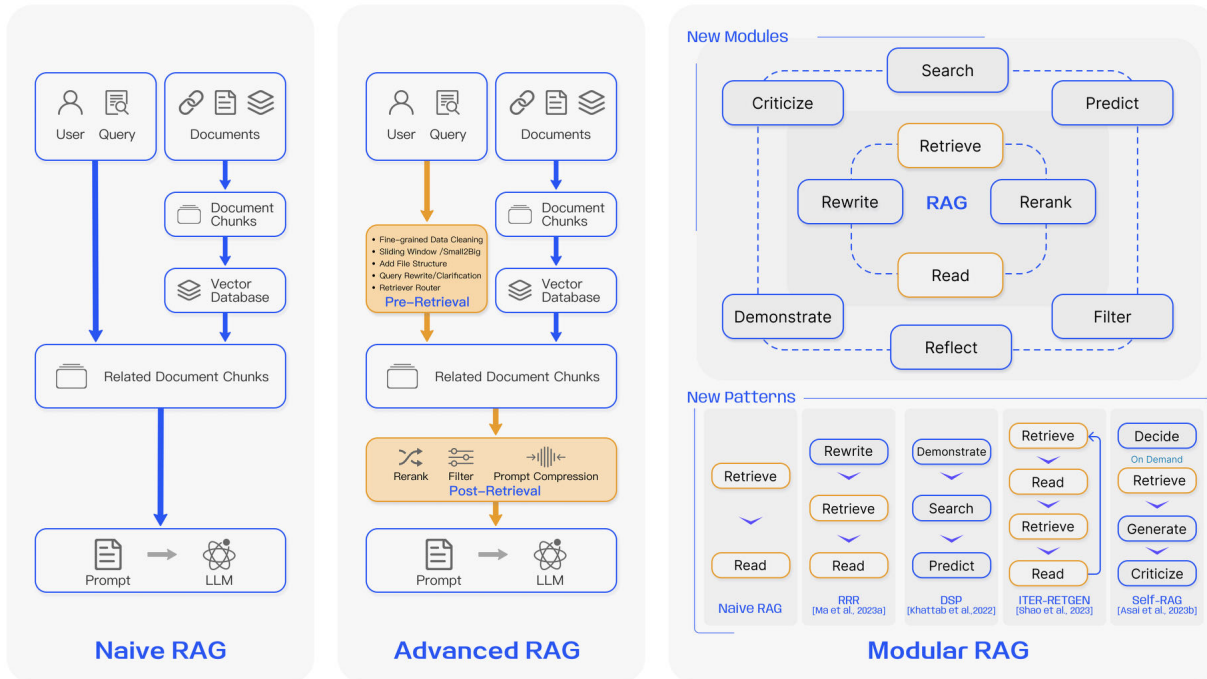 User Query
Documents
Document
Chunks
Vector
Database
Related Document Chunks
Prompt
LLM
Naive RAG
User Query
Documents
Document
Chunks
• Fine-grained Data Cleaning
• Sliding Window /Small2Big
• Add File Structure
• Query Rewrite/Clarification
• Retriever Router
Pre-Retrieval
Vector
Database
Related Document Chunks
Rerank
Filter
Prompt Compression
Post-Retrieval
Prompt
LLM
Advanced RAG
New Modules
Search
Criticize
Predict
Retrieve
Rewrite
RAG
Rerank
Read
Demonstrate
Filter
Reflect
New Patterns
Retrieve
Read
Naive RAG
Rewrite
Retrieve
Read
RRR
[Ma et al., 2023a]
Demonstrate
Search
Predict
DSP
[Khattab et al.,2022]
Retrieve
Read
Retrieve
Read
ITER-RETGEN
[Shao et al., 2023]
Decide
On Demand
Retrieve
Generate
Criticize
Self-RAG
[Asai et al., 2023b]
Modular RAG